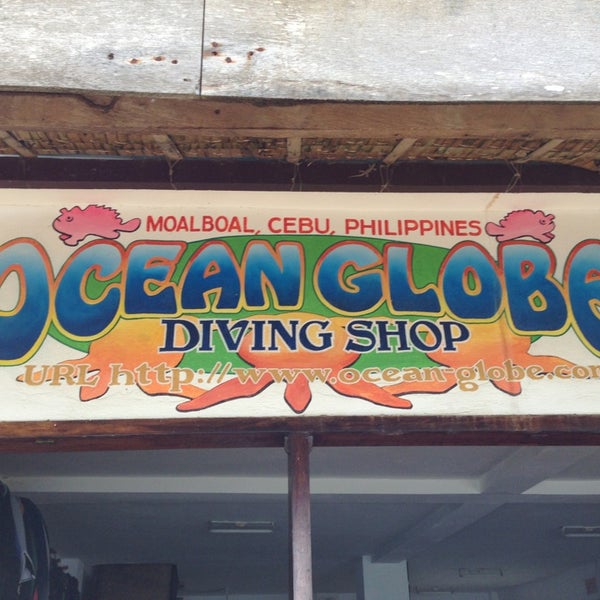 MOALBOAL, CEBU, PHILIPPINES
OCEAN GLOBE
DIVING SHOP
URL http://www.ocean-globe.com